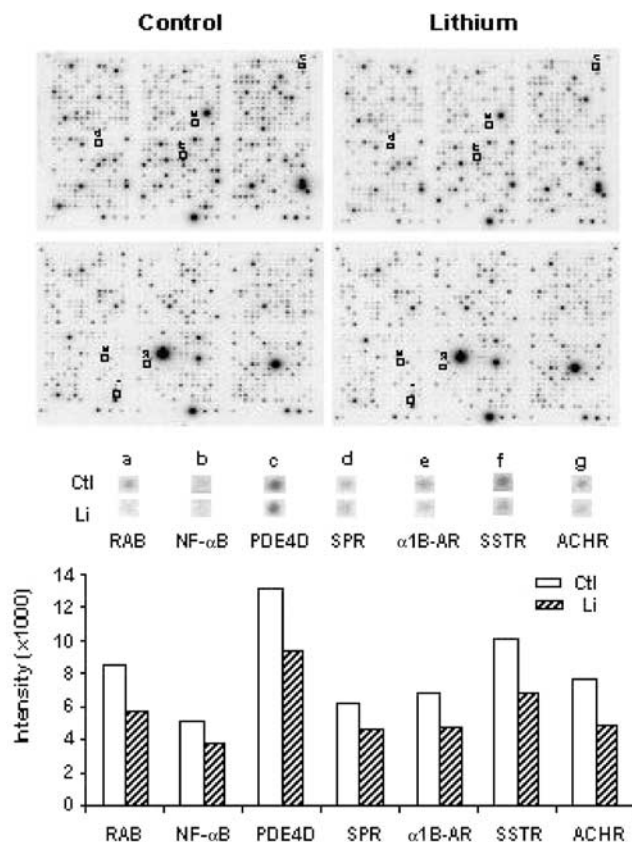 Control Lithium
d
f
d
f
a b c d e f g
Ctl
Li
RAB NF-αB PDE4D SPR α1B-AR SSTR ACHR
Intensity (x1000)
14
12
10
8
6
4
2
0
Ctl
Li
RAB NF-αB PDE4D SPR α1B-AR SSTR ACHR